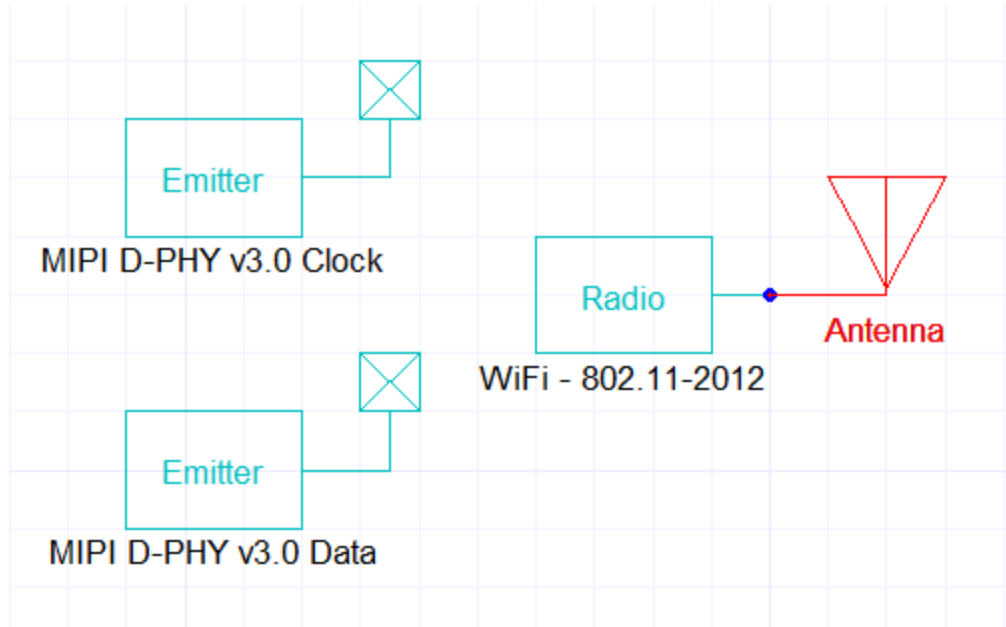 Emitter
MIPI D-PHY v3.0 Clock
Radio
Antenna
WiFi - 802.11-2012
Emitter
MIPI D-PHY v3.0 Data